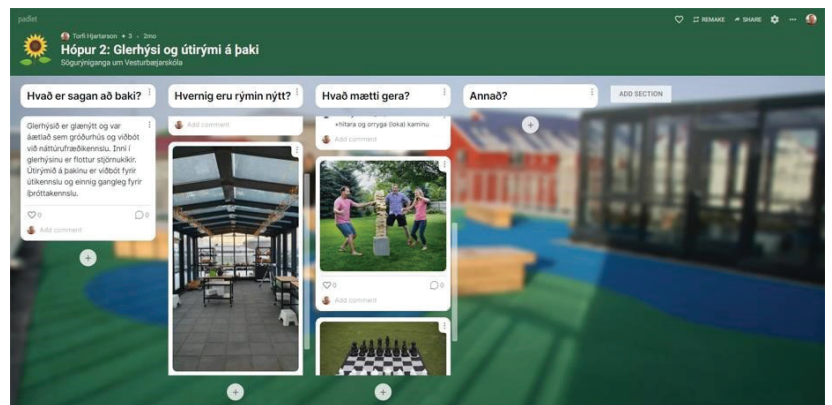 padlet
Torfi Hjartarson + 3 • 2mo
Hópur 2: Glerhýsi og útirými á þaki
Sögurýniganga um Vesturbæjarskóla
REMAKE
SHARE
Hvað er sagan að baki?
Glerhýsið er glænýtt og var
áætlað sem gróðurhús og viðbót
við náttúrufræðikennslu. Inni í
glerhýsinu er flottur stjörnukíkir.
Útirýmið á þakinu er viðbót fyrir
útikennslu og einnig gangleg fyrir
íþróttakennslu.
0
0
Add comment
Hvernig eru rýmin nýtt?
Add comment
Hvað mætti gera?
+hitara og orryga (loka) kamínu
Add comment
0
0
Add comment
Annað?
ADD SECTION